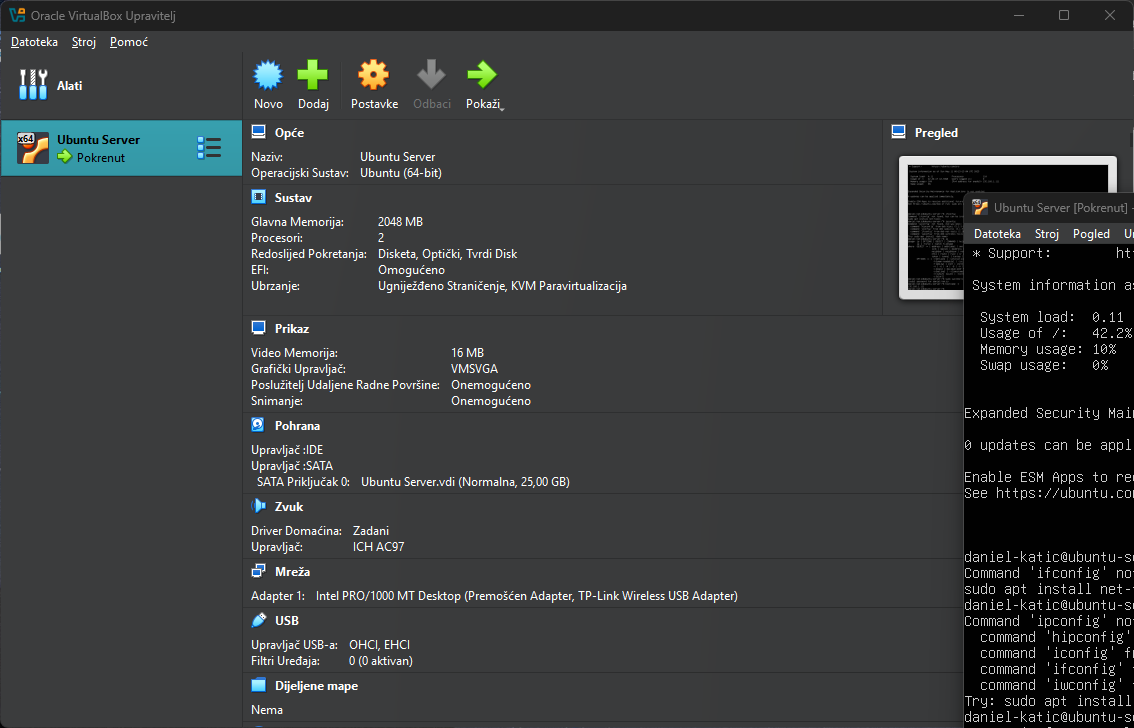 Oracle VirtualBox Upravitelj
Datoteka Stroj Pomoć
Alati
Novo Dodaj Postavke Odbaci Pokaži
x64
Ubuntu Server
Pokrenut
Opće
Naziv: Ubuntu Server
Operacijski Sustav: Ubuntu (64-bit)
Sustav
Glavna Memorija: 2048 MB
Procesori: 2
Redoslijed Pokretanja: Disketa, Optički, Tvrdi Disk
EFI: Omogućeno
Ubrzanje: Ugniježđeno Straničenje, KVM Paravirtualizacija
Prikaz
Video Memorija: 16 MB
Grafički Upravljač: VMSVGA
Poslužitelj Udaljene Radne Površine: Onemogućeno
Snimanje: Onemogućeno
Pohrana
Upravljač :IDE
Upravljač :SATA
SATA Priključak 0: Ubuntu Server.vdi (Normalna, 25,00 GB)
Zvuk
Driver Domaćina: Zadani
Upravljač: ICH AC97
Mreža
Adapter 1: Intel PRO/1000 MT Desktop (Premošćen Adapter, TP-Link Wireless USB Adapter)
USB
Upravljač USB-a: OHCI, EHCI
Filtri Uređaja: 0 (0 aktivan)
Dijeljene mape
Nema
Pregled
Ubuntu Server [Pokrenut] -
Datoteka Stroj Pogled
* Support: ht
System information as
System load: 0.11
Usage of /: 42.2%
Memory usage: 10%
Swap usage: 0%
Expanded Security Mai
0 updates can be appl
Enable ESM Apps to re
See https://ubuntu.co
daniel-katic@ubuntu-s
Command 'ifconfig' no
sudo apt install net-
daniel-katic@ubuntu-s
Command 'ipconfig' no
command 'hipconfig'
command 'iconfig' f
command 'ifconfig'
command 'iwconfig'
Try: sudo apt install
daniel-katic@ubuntu-s